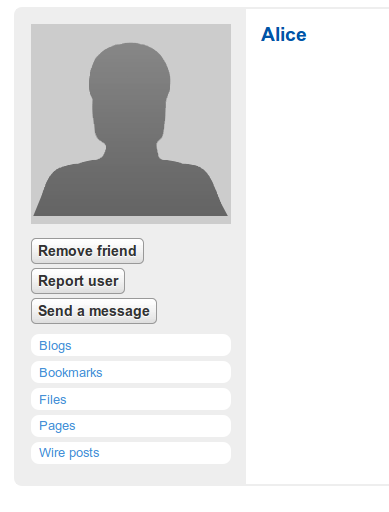 Alice
Remove friend
Report user
Send a message
Blogs
Bookmarks
Files
Pages
Wire posts